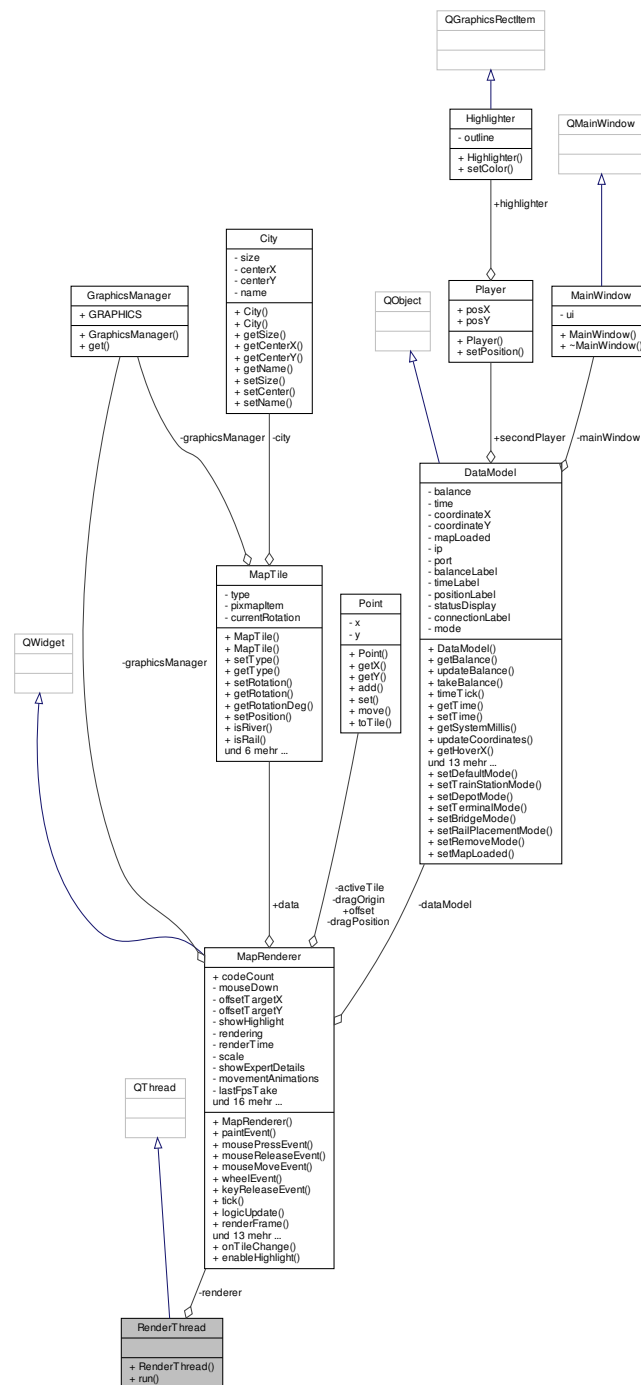 QGraphicsRectItem
Highlighter
- outline
+ Highlighter()
+ setColor()
QMainWindow
+highlighter
City
- size
- centerX
- centerY
- name
+ City()
+ City()
+ getSize()
+ getCenterX()
+ getCenterY()
+ getName()
+ setSize()
+ setCenter()
+ setName()
GraphicsManager
+ GRAPHICS
+ GraphicsManager()
+ get()
QObject
Player
+ posX
+ posY
+ Player()
+ setPosition()
MainWindow
- ui
+ MainWindow()
+ ~MainWindow()
-graphicsManager
-city
+secondPlayer
-mainWindow
DataModel
- balance
- time
- coordinateX
- coordinateY
- mapLoaded
- ip
- port
- balanceLabel
- timeLabel
- positionLabel
- statusDisplay
- connectionLabel
- mode
+ DataModel()
+ getBalance()
+ updateBalance()
+ takeBalance()
+ timeTick()
+ getTime()
+ setTime()
+ getSystemMillis()
+ updateCoordinates()
+ getHoverX()
und 13 mehr ...
+ setDefaultMode()
+ setTrainStationMode()
+ setDepotMode()
+ setTerminalMode()
+ setBridgeMode()
+ setRailPlacementMode()
+ setRemoveMode()
+ setMapLoaded()
MapTile
- type
- pixmapItem
- currentRotation
+ MapTile()
+ MapTile()
+ setType()
+ getType()
+ setRotation()
+ getRotation()
+ getRotationDeg()
+ setPosition()
+ isRiver()
+ isRail()
und 6 mehr ...
Point
- x
- y
+ Point()
+ getX()
+ getY()
+ add()
+ set()
+ move()
+ toTile()
QWidget
-graphicsManager
+data
-activeTile
-dragOrigin
+offset
-dragPosition
-dataModel
MapRenderer
+ codeCount
- mouseDown
- offsetTargetX
- offsetTargetY
- showHighlight
- rendering
- renderTime
- scale
- showExpertDetails
- movementAnimations
- lastFpsTake
und 16 mehr ...
+ MapRenderer()
+ paintEvent()
+ mousePressEvent()
+ mouseReleaseEvent()
+ mouseMoveEvent()
+ wheelEvent()
+ keyReleaseEvent()
+ tick()
+ logicUpdate()
+ renderFrame()
und 13 mehr ...
+ onTileChange()
+ enableHighlight()
QThread
-renderer
RenderThread
+ RenderThread()
+ run()